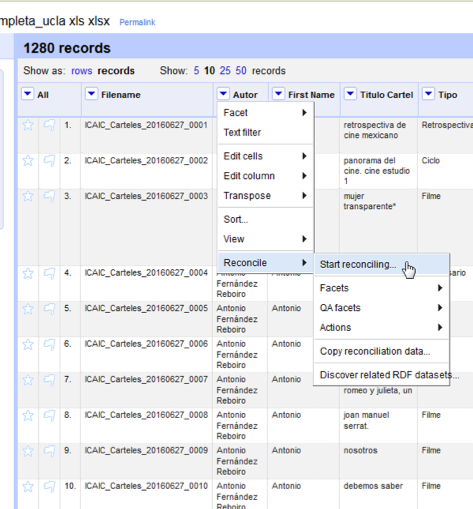 mpleta_ucla xls xlsx Permalink
1280 records
Show as: rows records Show: 5 10 25 50 records
All Filename Autor First Name Titulo Cartel Tipo
1. ICAIC_Carteles_20160627_0001 retrospectiva de cine mexicano Retrospectiva
2. ICAIC_Carteles_20160627_0002 panorama del cine. cine estudio 1 Ciclo
3. ICAIC_Carteles_20160627_0003 mujer transparente* Filme
Facet
Text filter
Edit cells
Edit column
Transpose
Sort...
View
Reconcile
Start reconciling...
Facets
QA facets
Actions
Copy reconciliation data...
Discover related RDF datasets...
4. ICAIC_Carteles_20160627_0004 Antonio Fernández Reboiro sario
5. ICAIC_Carteles_20160627_0005 Antonio Fernández Reboiro Antonio
6. ICAIC_Carteles_20160627_0006 Antonio Fernández Reboiro Antonio
7. ICAIC_Carteles_20160627_0007 Antonio Fernández Reboiro Antonio romeo y julieta, un
8. ICAIC_Carteles_20160627_0008 Antonio Fernández Reboiro Antonio joan manuel serrat. Filme
9. ICAIC_Carteles_20160627_0009 Antonio Fernández Reboiro Antonio nosotros Filme
10. ICAIC_Carteles_20160627_0010 Antonio Fernández Reboiro Antonio debemos saber Filme